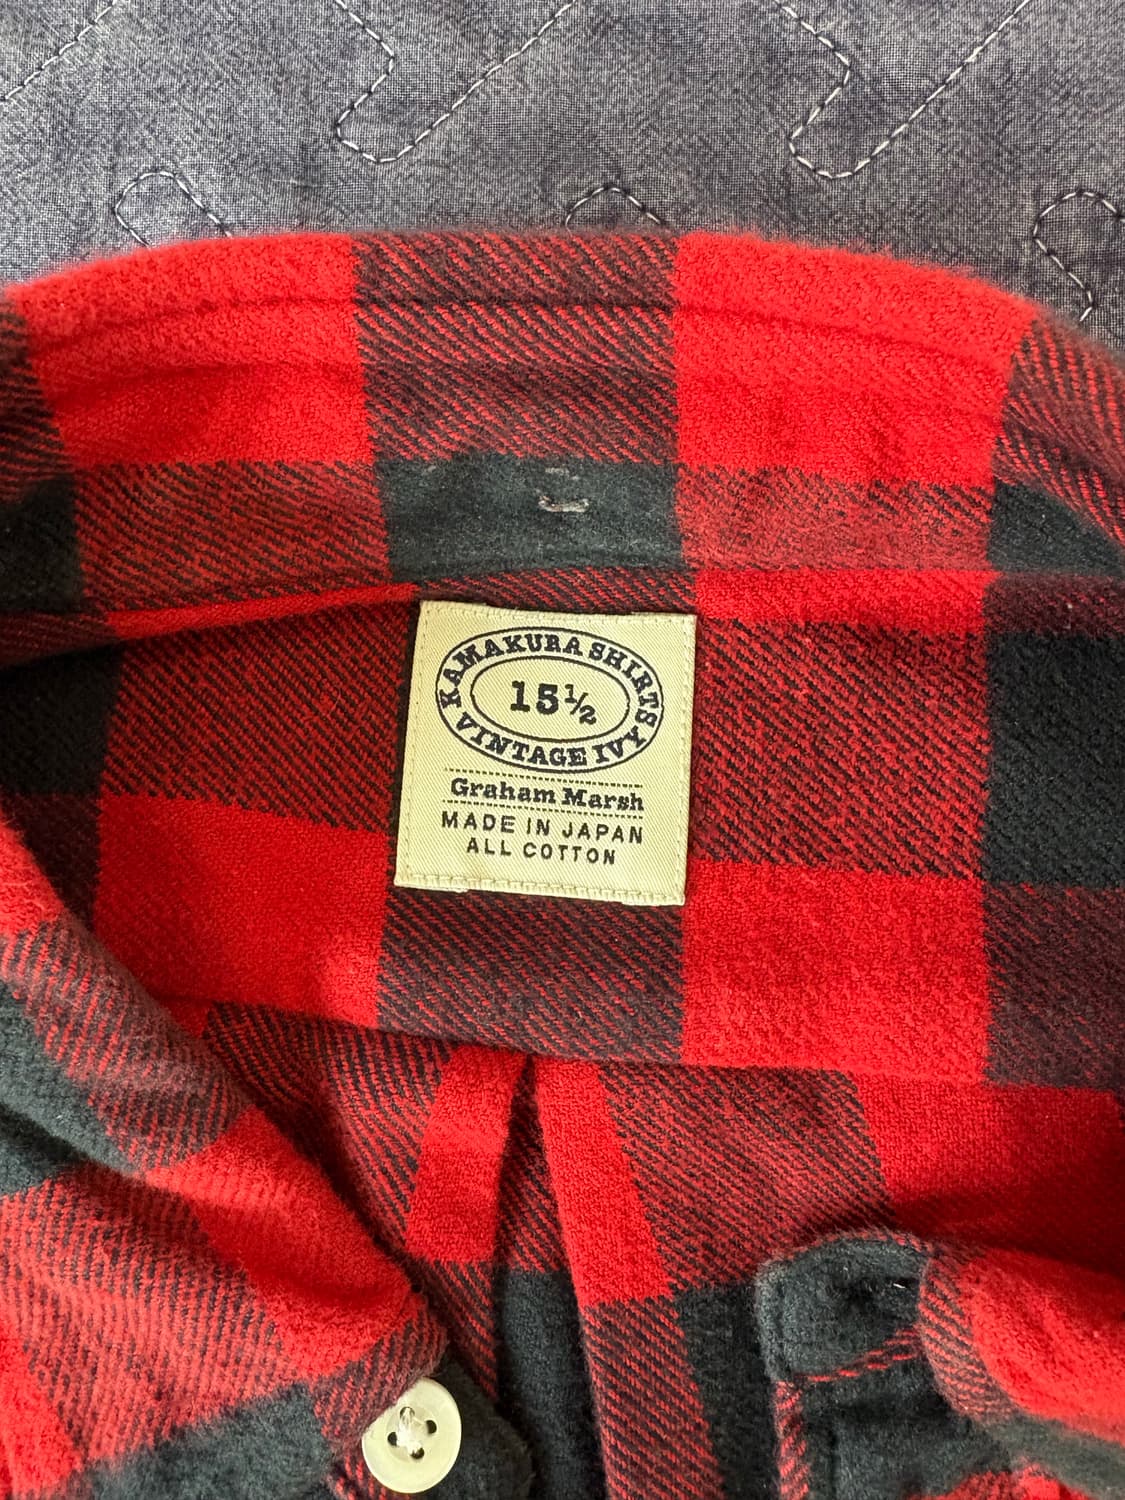 KAMAKURA SHIRTS
15½
VINTAGE IVY
Graham Marsh
MADE IN JAPAN
ALL COTTON